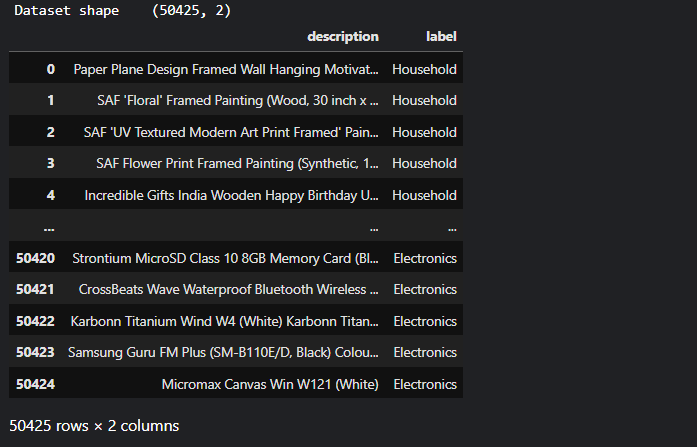 Dataset shape (50425, 2)
description label
0 Paper Plane Design Framed Wall Hanging Motivat... Household
1 SAF 'Floral' Framed Painting (Wood, 30 inch x ... Household
2 SAF 'UV Textured Modern Art Print Framed' Pain... Household
3 SAF Flower Print Framed Painting (Synthetic, 1... Household
4 Incredible Gifts India Wooden Happy Birthday U... Household
... ... ...
50420 Strontium MicroSD Class 10 8GB Memory Card (Bl... Electronics
50421 CrossBeats Wave Waterproof Bluetooth Wireless ... Electronics
50422 Karbonn Titanium Wind W4 (White) Karbonn Titan... Electronics
50423 Samsung Guru FM Plus (SM-B110E/D, Black) Colou... Electronics
50424 Micromax Canvas Win W121 (White) Electronics
50425 rows × 2 columns